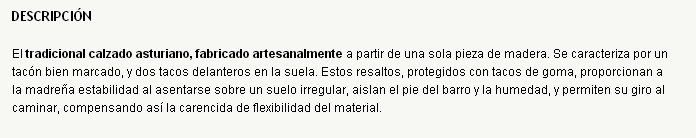 DESCRIPCIÓN
El tradicional calzado asturiano, fabricado artesanalmente a partir de una sola pieza de madera. Se caracteriza por un
tacón bien marcado, y dos tacos delanteros en la suela. Estos resaltos, protegidos con tacos de goma, proporcionan a
la madreña estabilidad al asentarse sobre un suelo irregular, aislan el pie del barro y la humedad, y permiten su giro al
caminar, compensando así la carencida de flexibilidad del material.